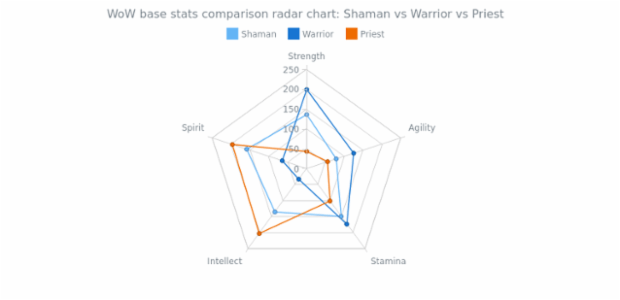 WoW base stats comparison radar chart: Shaman vs Warrior vs Priest
Shaman Warrior Priest
Strength
250
200
150
100
50
0
Spirit Agility
Intellect Stamina